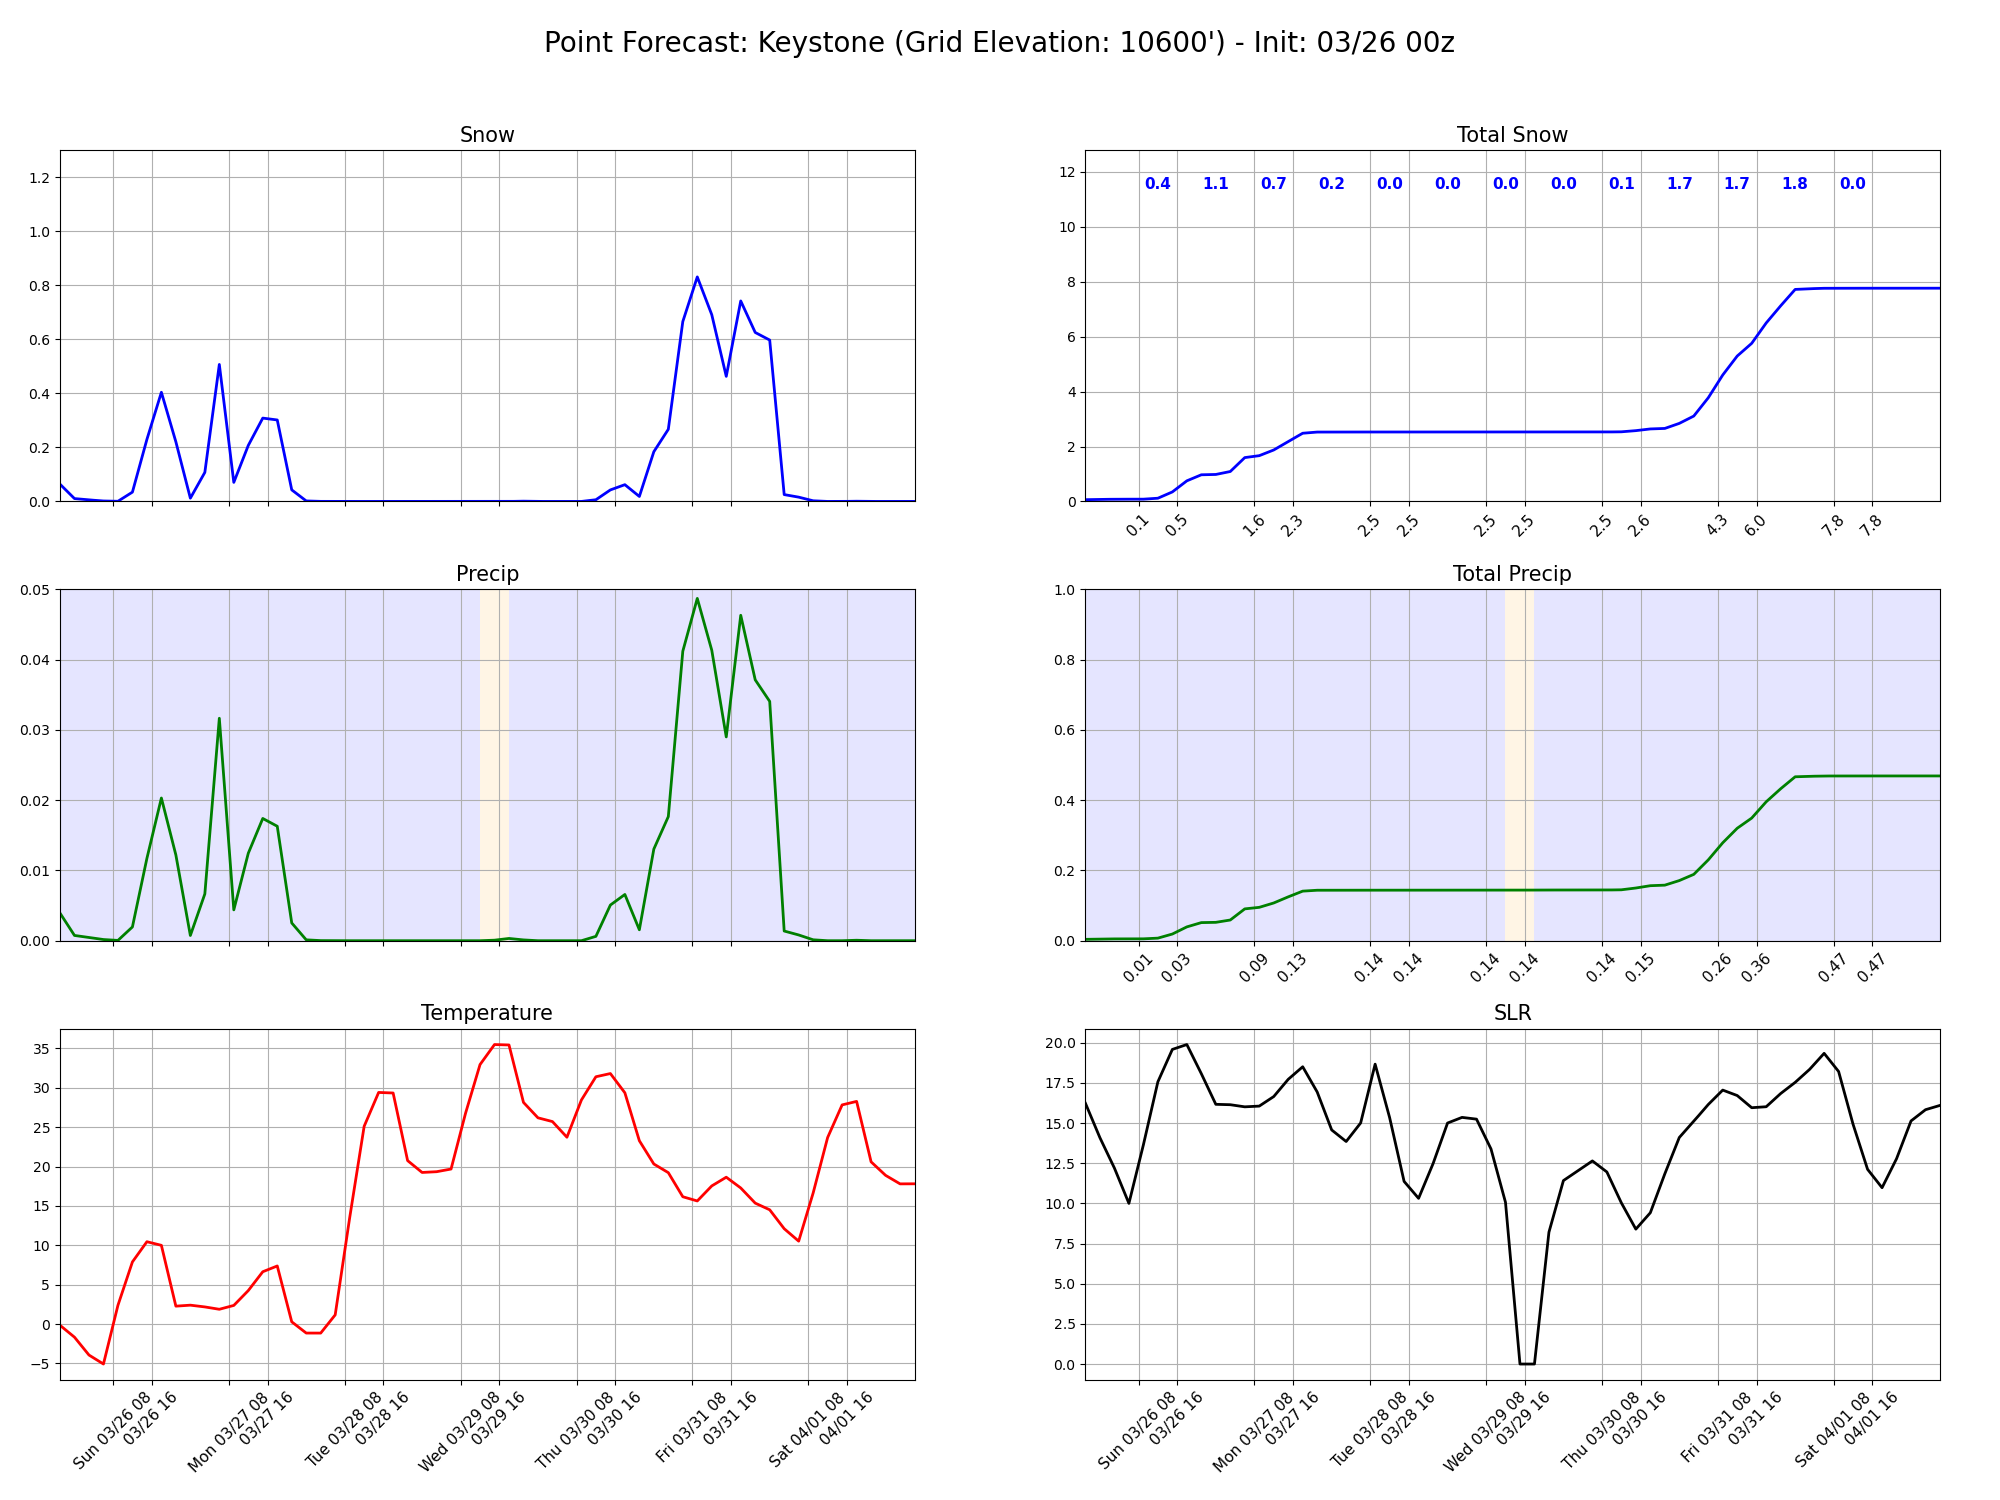 Point Forecast: Keystone (Grid Elevation: 10600') - Init: 03/26 00z
Snow
1.2
1.0
0.8
0.6
0.4
0.2
0.0
Total Snow
12
10
8
6
4
2
0
0.4 1.1 0.7 0.2 0.0 0.0 0.0 0.0 0.1 1.7 1.7 1.8 0.0
0.1 0.5 1.6 2.3 2.5 2.5 2.5 2.5 2.5 2.6 4.3 6.0 7.8 7.8
Precip
0.05
0.04
0.03
0.02
0.01
0.00
Total Precip
1.0
0.8
0.6
0.4
0.2
0.0
0.01 0.03 0.09 0.13 0.14 0.14 0.14 0.14 0.14 0.15 0.26 0.36 0.47 0.47
Temperature
35
30
25
20
15
10
5
0
−5
Sun 03/26 08
03/26 16
Mon 03/27 08
03/27 16
Tue 03/28 08
03/28 16
Wed 03/29 08
03/29 16
Thu 03/30 08
03/30 16
Fri 03/31 08
03/31 16
Sat 04/01 08
04/01 16
SLR
20.0
17.5
15.0
12.5
10.0
7.5
5.0
2.5
0.0
Sun 03/26 08
03/26 16
Mon 03/27 08
03/27 16
Tue 03/28 08
03/28 16
Wed 03/29 08
03/29 16
Thu 03/30 08
03/30 16
Fri 03/31 08
03/31 16
Sat 04/01 08
04/01 16